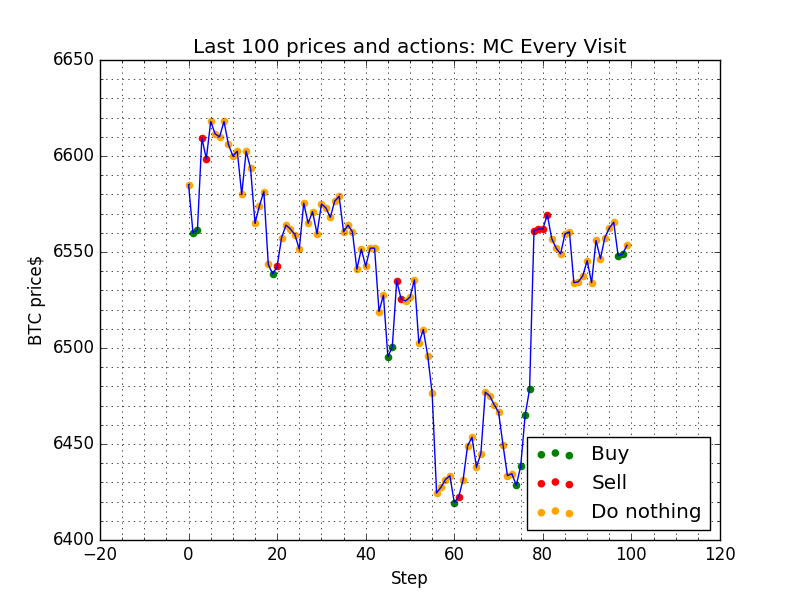 Last 100 prices and actions: MC Every Visit
6650
6600
6550
6500
6450
6400
BTC price$
Buy
Sell
Do nothing
−20 0 20 40 60 80 100 120
Step